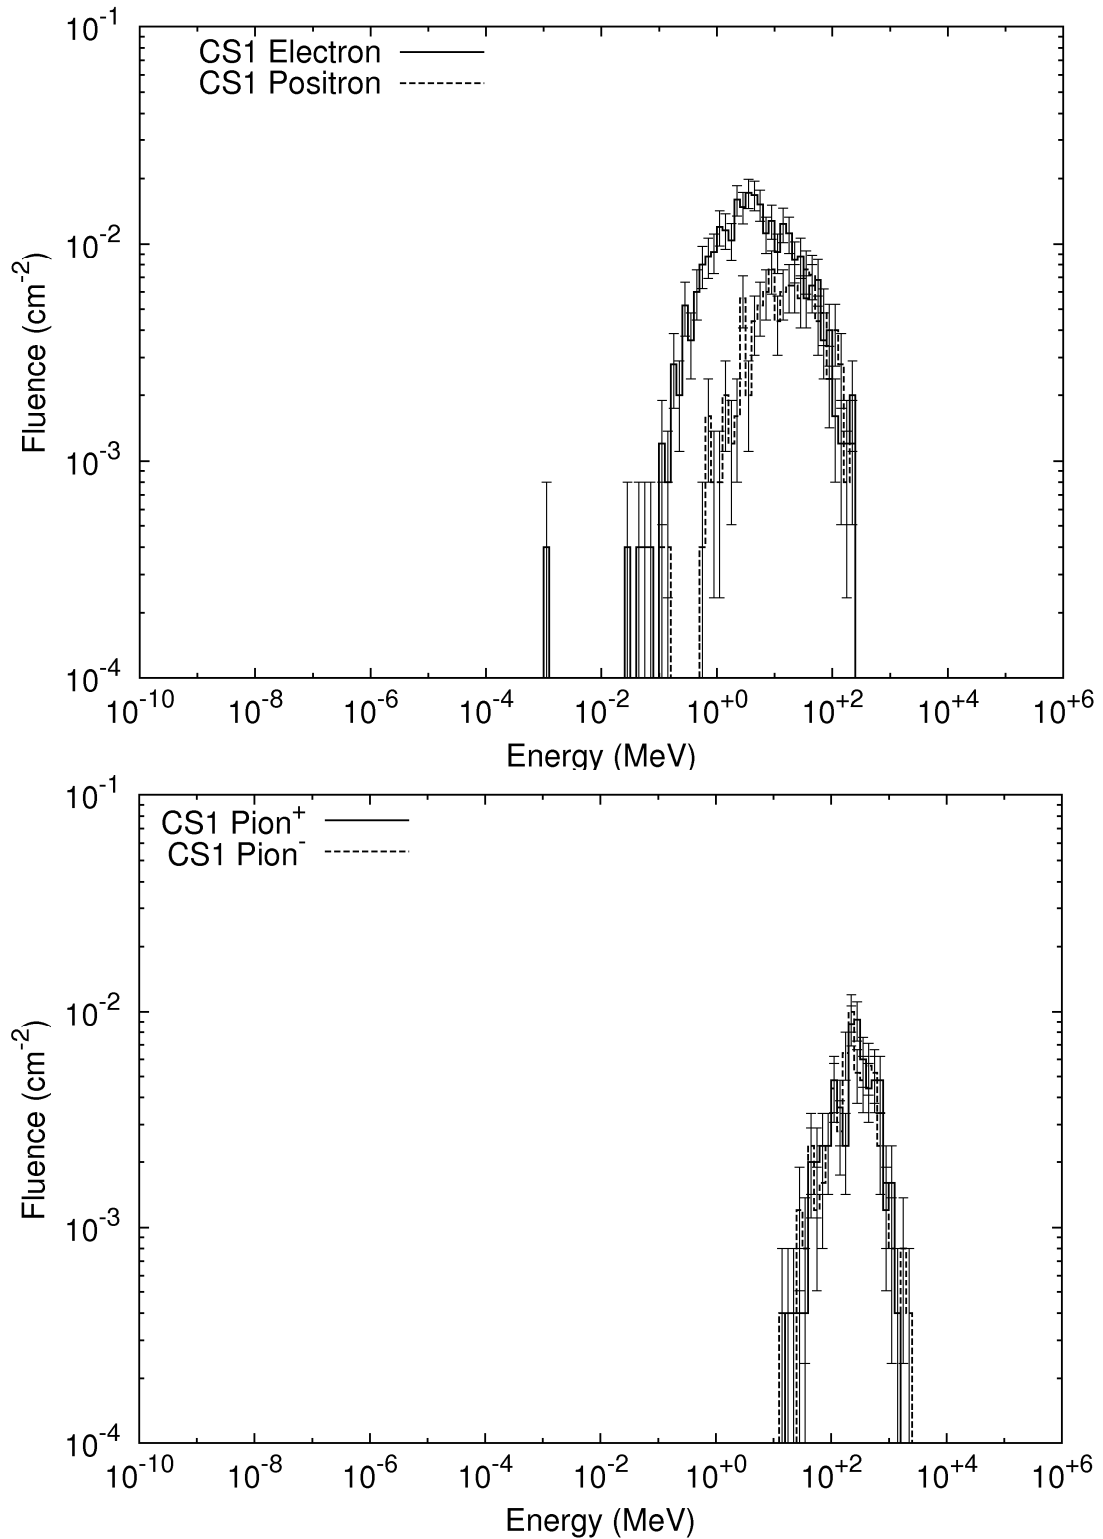 10^-1
CS1 Electron
CS1 Positron
10^-2
Fluence (cm^-2)
10^-3
10^-4
10^-10 10^-8 10^-6 10^-4 10^-2 10^+0 10^+2 10^+4 10^+6
Energy (MeV)
10^-1
CS1 Pion^+
CS1 Pion^-
10^-2
Fluence (cm^-2)
10^-3
10^-4
10^-10 10^-8 10^-6 10^-4 10^-2 10^+0 10^+2 10^+4 10^+6
Energy (MeV)